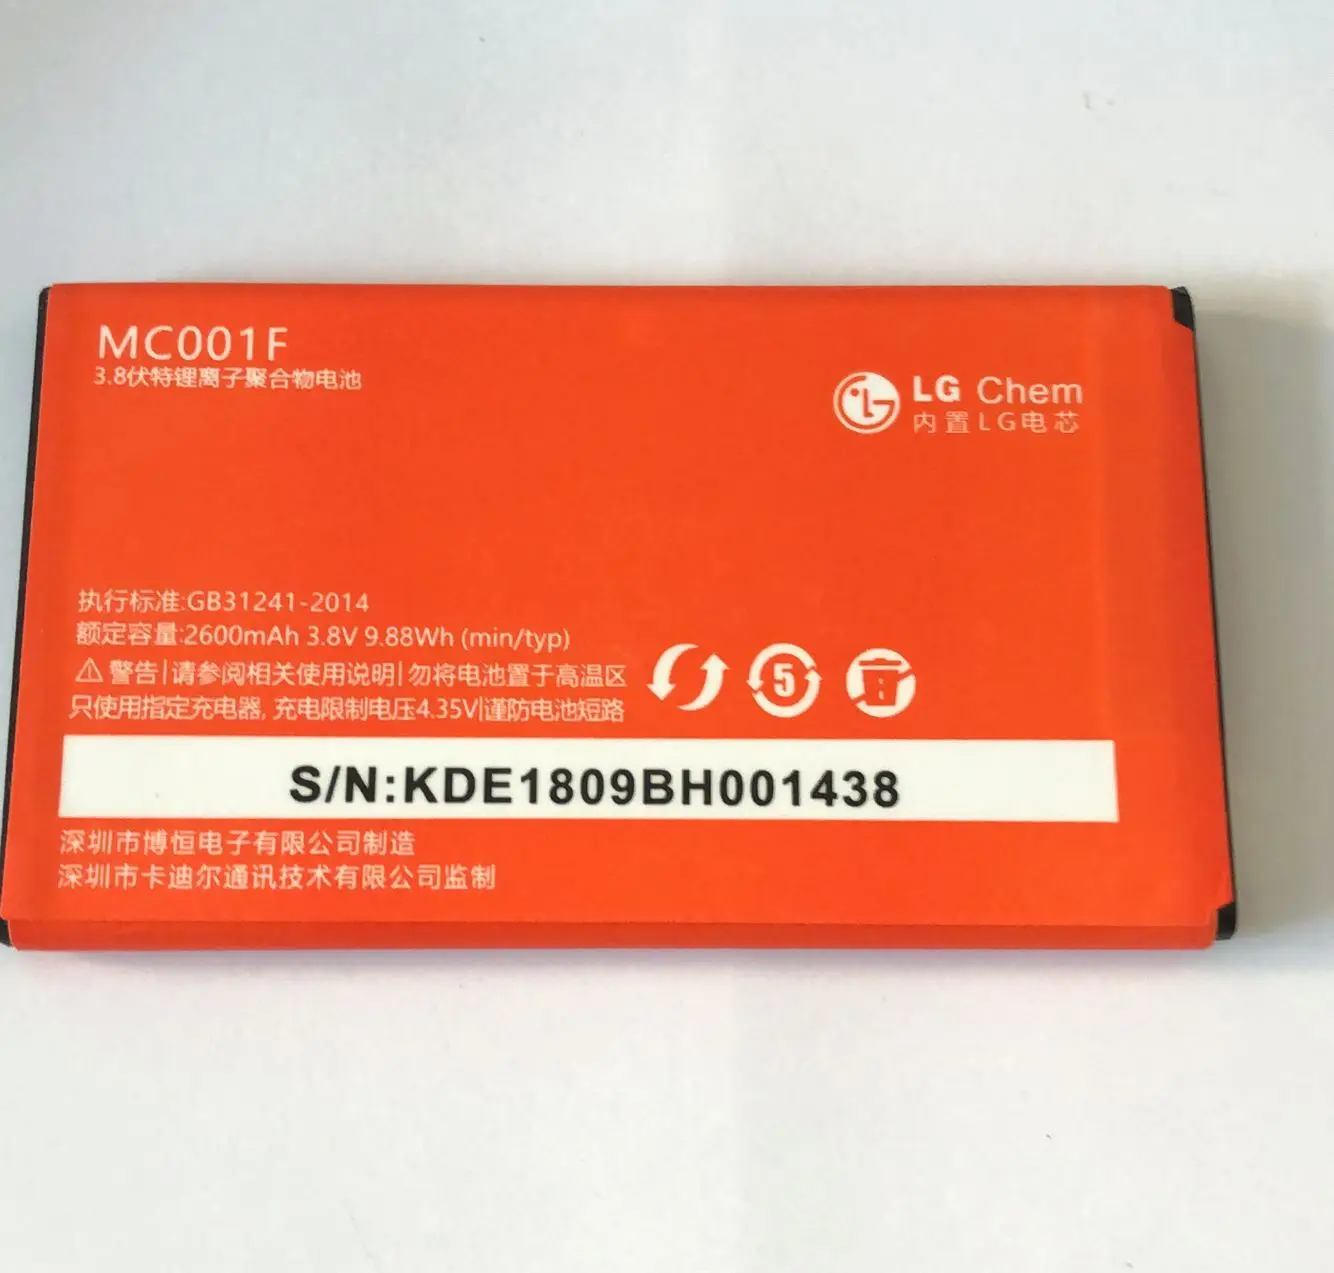 MC001F
3.8伏特锂离子聚合物电池
LG Chem
内置LG电芯
执行标准:GB31241-2014
额定容量:2600mAh 3.8V 9.88Wh (min/typ)
⚠ 警告|请参阅相关使用说明|勿将电池置于高温区
只使用指定充电器, 充电限制电压4.35V|谨防电池短路
5
S/N:KDE1809BH001438
深圳市博恒电子有限公司制造
深圳市卡迪尔通讯技术有限公司监制